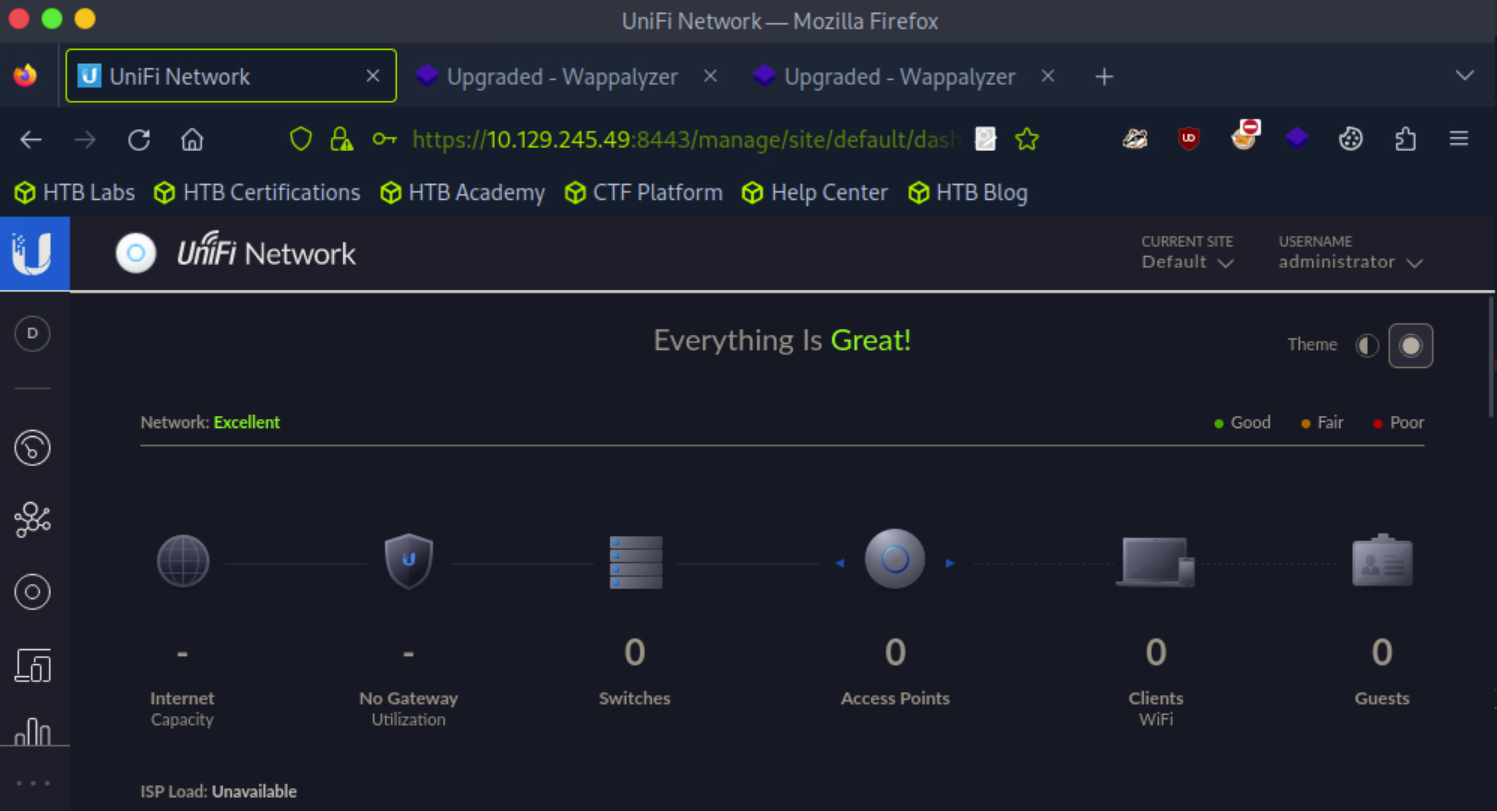 UniFi Network — Mozilla Firefox
UniFi Network
Upgraded - Wappalyzer
Upgraded - Wappalyzer
https://10.129.245.49:8443/manage/site/default/dash
HTB Labs
HTB Certifications
HTB Academy
CTF Platform
Help Center
HTB Blog
UniFi Network
CURRENT SITE
Default
USERNAME
administrator
D
Everything Is Great!
Theme
Network: Excellent
Good
Fair
Poor
-
Internet
Capacity
-
No Gateway
Utilization
0
Switches
0
Access Points
0
Clients
WiFi
0
Guests
ISP Load: Unavailable